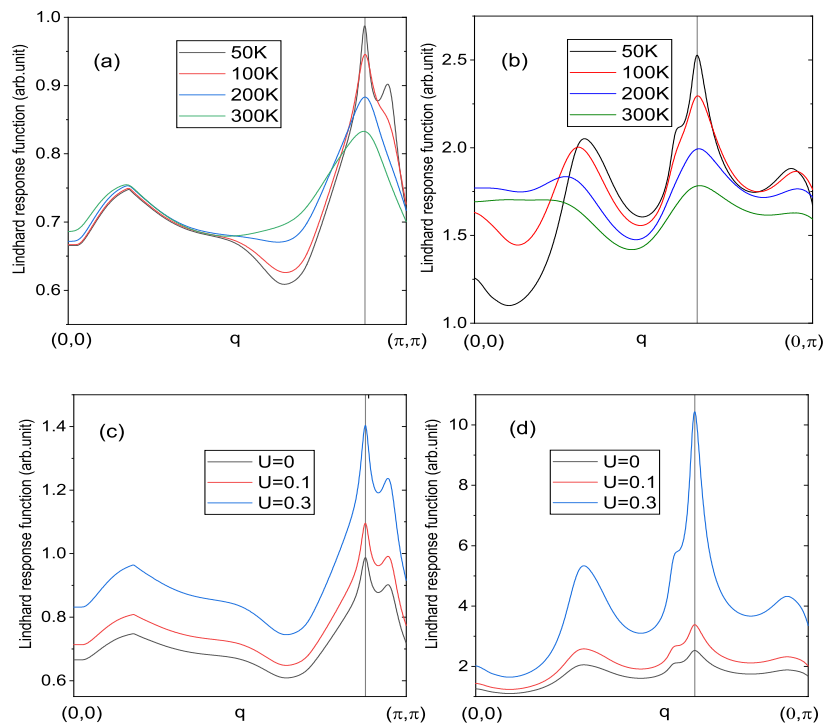 Lindhard response function (arb.unit)
1.0
0.9
0.8
0.7
0.6
(a)
50K
100K
200K
300K
(0,0)
q
(π,π)
Lindhard response function (arb.unit)
2.5
2.0
1.5
1.0
(b)
50K
100K
200K
300K
(0,0)
q
(0,π)
Lindhard response function (arb.unit)
1.4
1.2
1.0
0.8
0.6
(c)
U=0
U=0.1
U=0.3
(0,0)
q
(π,π)
Lindhard response function (arb.unit)
10
8
6
4
2
(d)
U=0
U=0.1
U=0.3
(0,0)
q
(0,π)